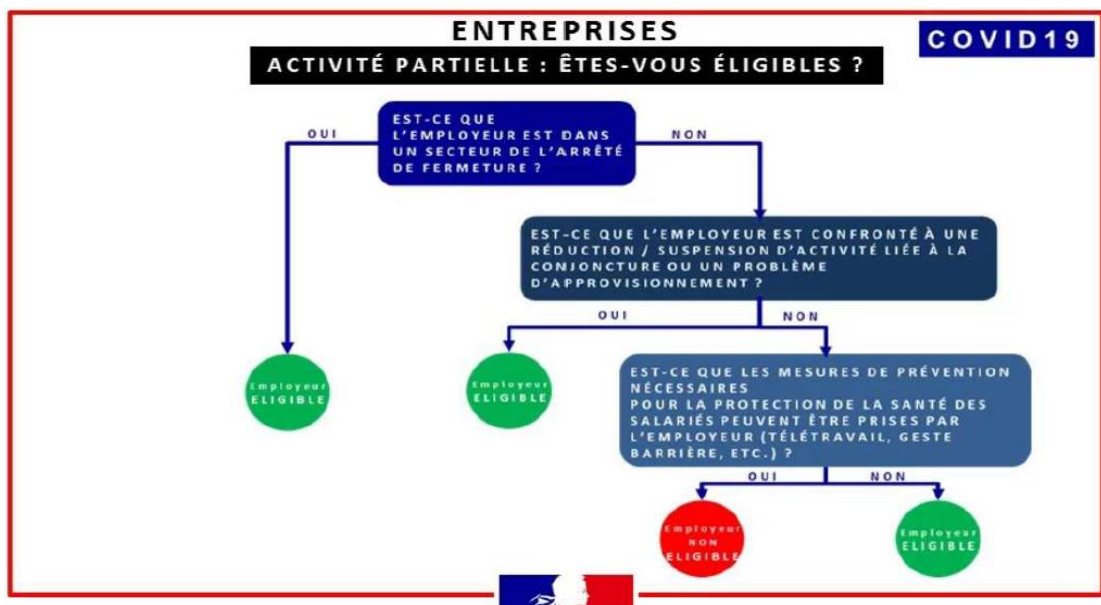 ENTREPRISES
COVID19
ACTIVITÉ PARTIELLE : ÊTES-VOUS ÉLIGIBLES ?
EST-CE QUE
L'EMPLOYEUR EST DANS
UN SECTEUR DE L'ARRÊTÉ
DE FERMETURE ?
OUI
NON
EST-CE QUE L'EMPLOYEUR EST CONFRONTÉ À UNE
RÉDUCTION / SUSPENSION D'ACTIVITÉ LIÉE À LA
CONJONCTURE OU UN PROBLÈME
D'APPROVISIONNEMENT ?
OUI
NON
Employeur
ELIGIBLE
Employeur
ELIGIBLE
EST-CE QUE LES MESURES DE PRÉVENTION
NÉCESSAIRES
POUR LA PROTECTION DE LA SANTÉ DES
SALARIÉS PEUVENT ÊTRE PRISES PAR
L'EMPLOYEUR (TÉLÉTRAVAIL, GESTE
BARRIÈRE, ETC.) ?
OUI
NON
Employeur
NON
ELIGIBLE
Employeur
ELIGIBLE